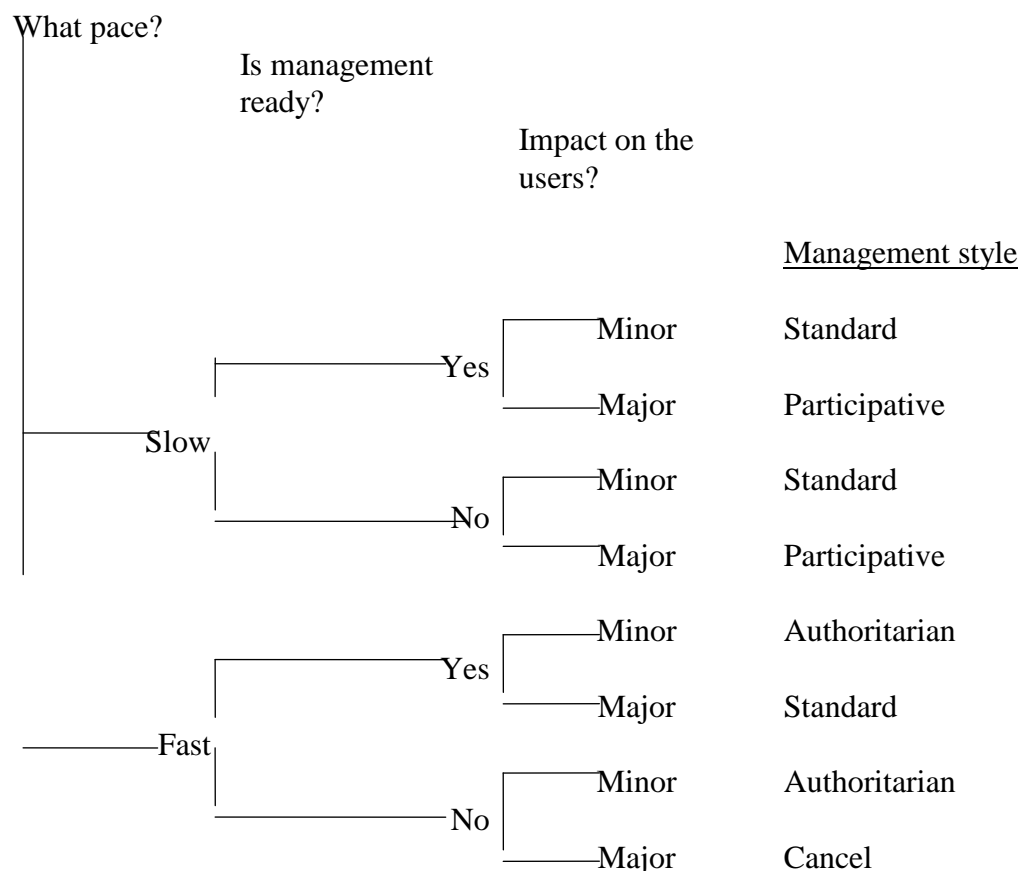 What pace?
Is management
ready?
Impact on the
users?
Management style
Minor Standard
Yes
Major Participative
Slow
Minor Standard
No
Major Participative
Minor Authoritarian
Yes
Major Standard
Fast
Minor Authoritarian
No
Major Cancel